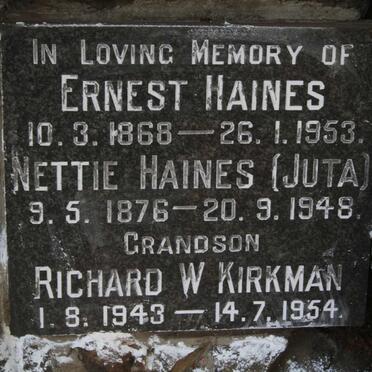 IN LOVING MEMORY OF
ERNEST HAINES
10. 3. 1868 — 26. 1. 1953.
NETTIE HAINES (JUTA)
9. 5. 1876 — 20. 9. 1948.
GRANDSON
RICHARD W KIRKMAN
1. 8. 1943 — 14. 7. 1954.